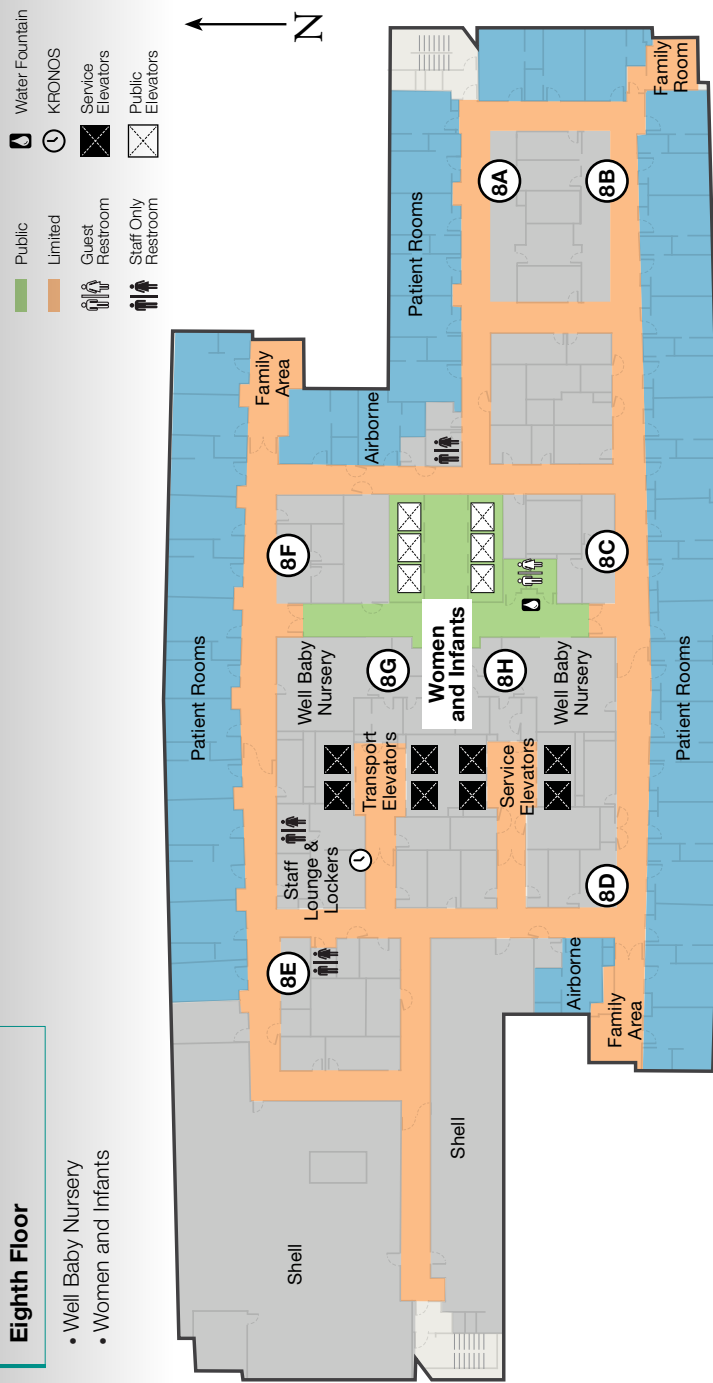 Eighth Floor
• Well Baby Nursery
• Women and Infants
Public
Limited
Guest
Restroom
Staff Only
Restroom
Water Fountain
KRONOS
Service
Elevators
Public
Elevators
N
Shell
Patient Rooms
Family
Area
8E
Staff
Lounge &
Lockers
Well Baby
Nursery
8F
Airborne
Patient Rooms
Transport
Elevators
8G
Women
and Infants
8A
Shell
Service
Elevators
8H
Airborne
Well Baby
Nursery
8D
8C
8B
Family
Area
Family
Room
Patient Rooms